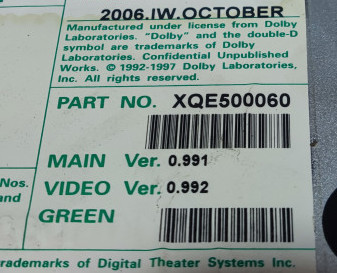 2006.IW.OCTOBER
Manufactured under license from Dolby
Laboratories. "Dolby" and the double-D
symbol are trademarks of Dolby
Laboratories. Confidential Unpublished
Works. © 1992-1997 Dolby Laboratories,
Inc. All rights reserved.
PART NO. XQE500060
MAIN Ver. 0.991
Nos.
VIDEO Ver. 0.992
and
GREEN
trademarks of Digital Theater Systems Inc.